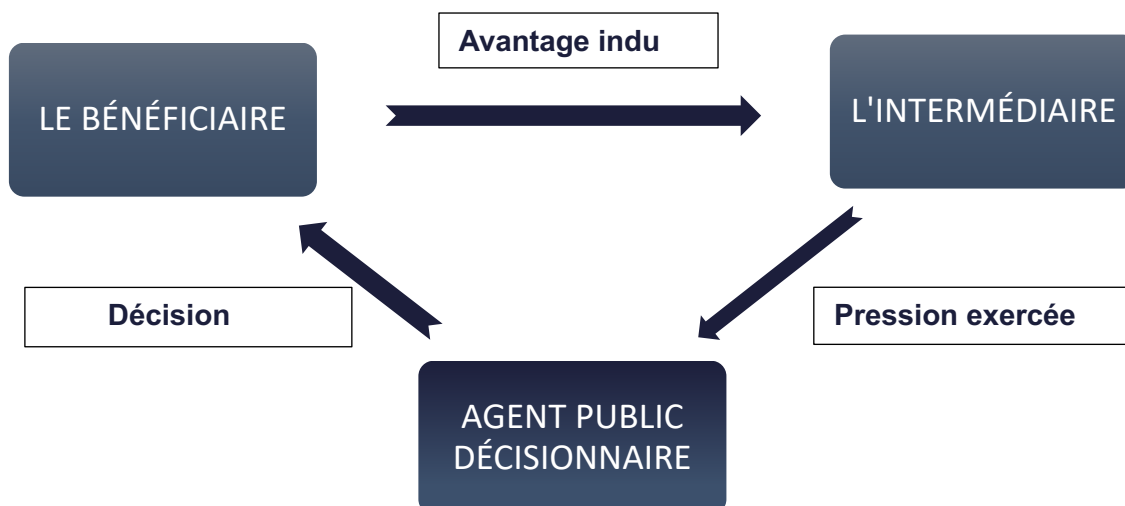 Avantage indu
LE BÉNÉFICIAIRE
L'INTERMÉDIAIRE
Décision
Pression exercée
AGENT PUBLIC
DÉCISIONNAIRE